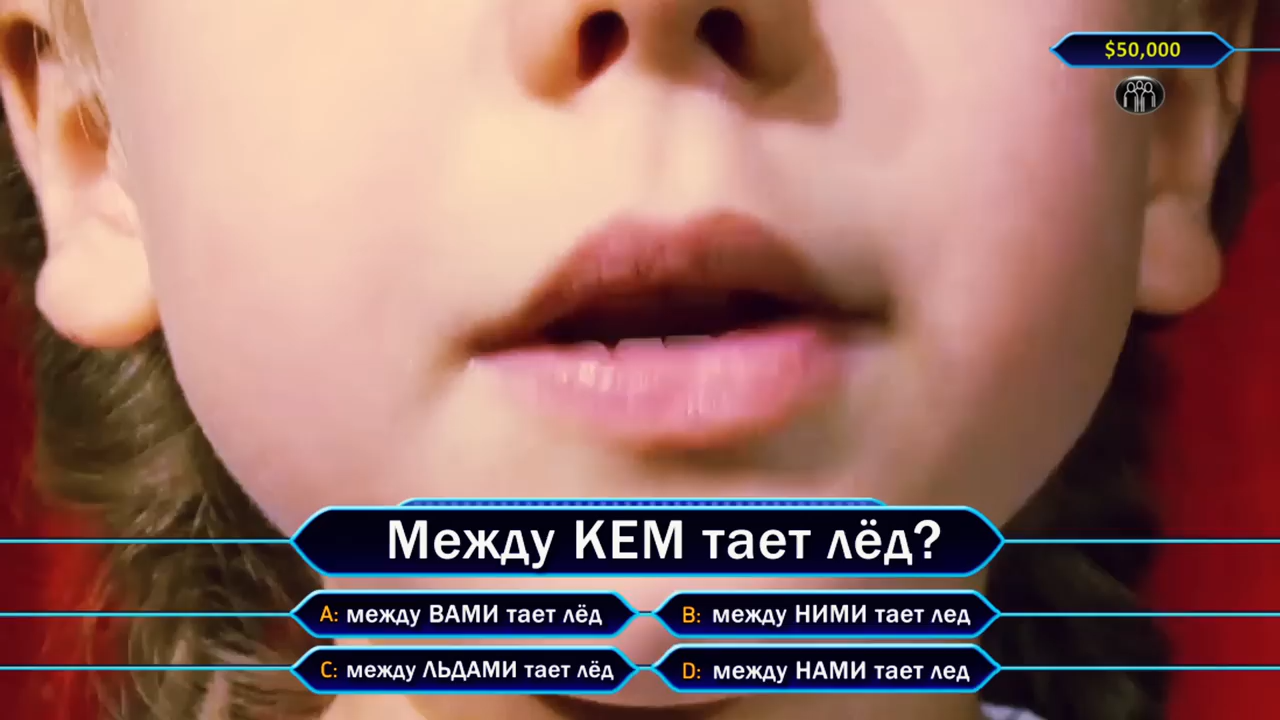 $50,000
Между КЕМ тает лёд?
A: между ВАМИ тает лёд
B: между НИМИ тает лед
C: между ЛЬДАМИ тает лёд
D: между НАМИ тает лед